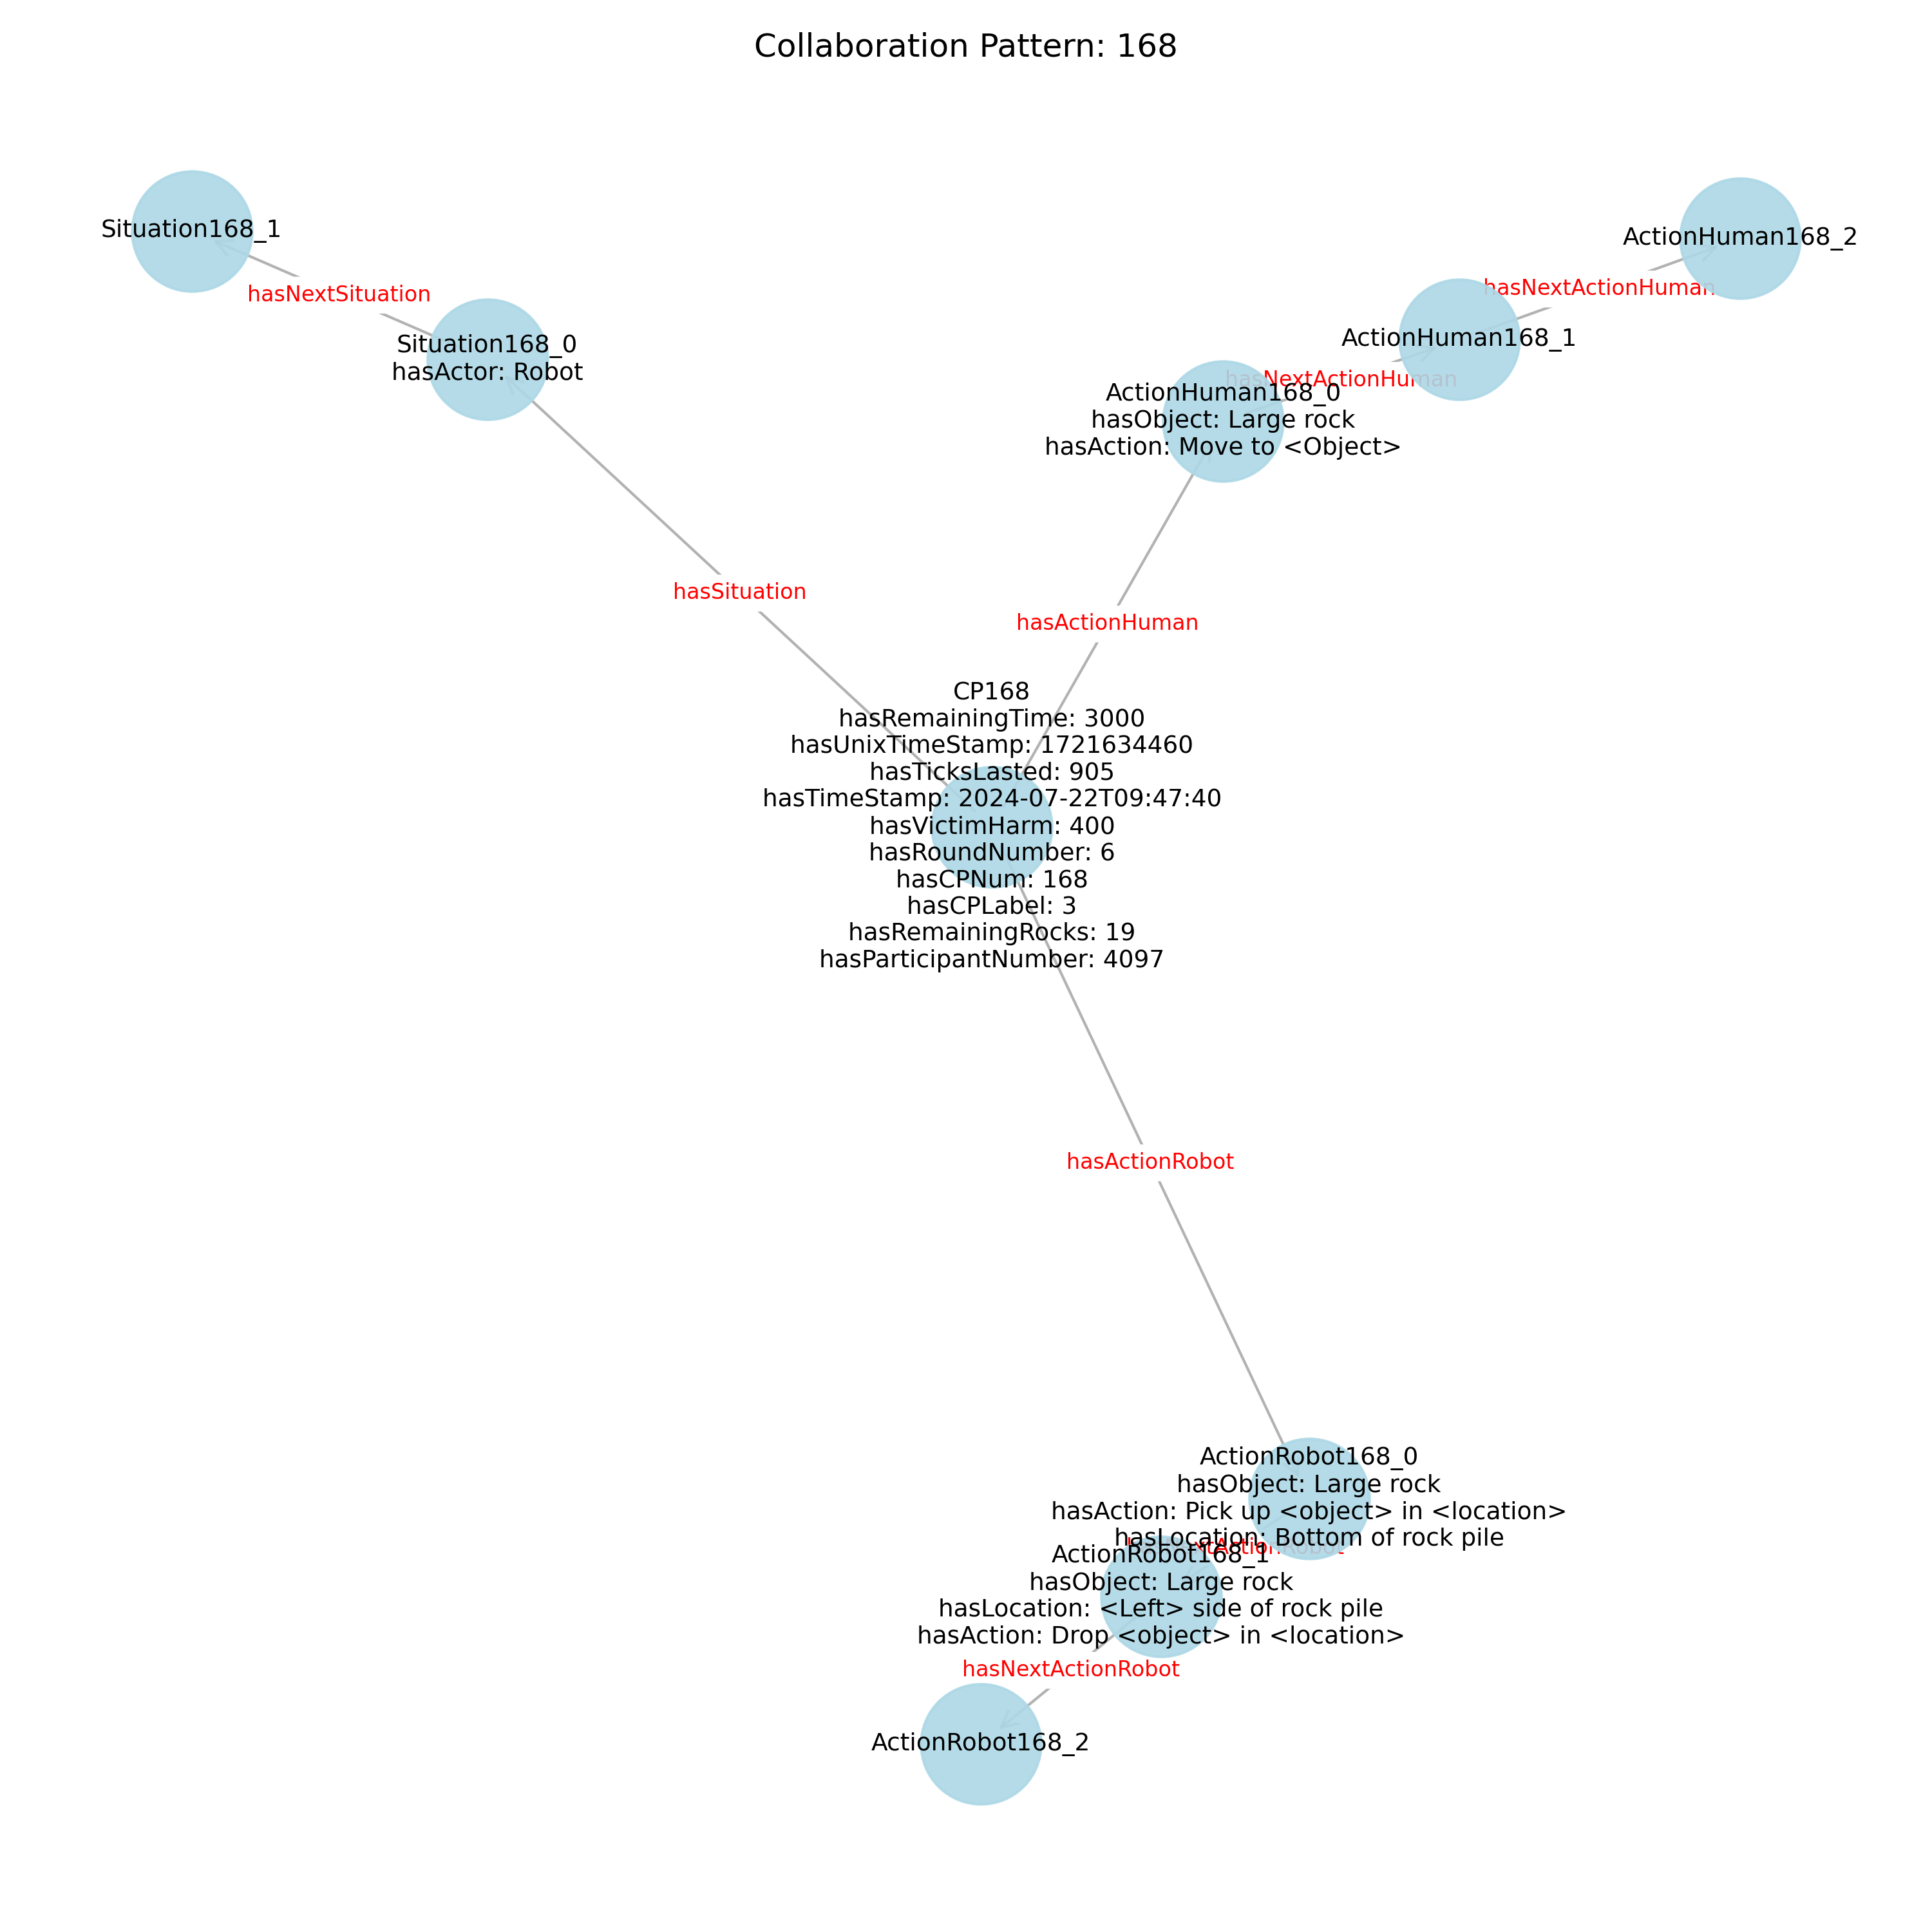 Collaboration Pattern: 168
Situation168_1
hasNextSituation
Situation168_0
hasActor: Robot
ActionHuman168_2
hasNextActionHuman
ActionHuman168_1
hasNextActionHuman
ActionHuman168_0
hasObject: Large rock
hasAction: Move to <Object>
hasSituation
hasActionHuman
CP168
hasRemainingTime: 3000
hasUnixTimeStamp: 1721634460
hasTicksLasted: 905
hasTimeStamp: 2024-07-22T09:47:40
hasVictimHarm: 400
hasRoundNumber: 6
hasCPNum: 168
hasCPLabel: 3
hasRemainingRocks: 19
hasParticipantNumber: 4097
hasActionRobot
ActionRobot168_0
hasObject: Large rock
hasAction: Pick up <object> in <location>
hasLocation: Bottom of rock pile
ActionRobot168_1
hasObject: Large rock
hasLocation: <Left> side of rock pile
hasAction: Drop <object> in <location>
hasNextActionRobot
ActionRobot168_2